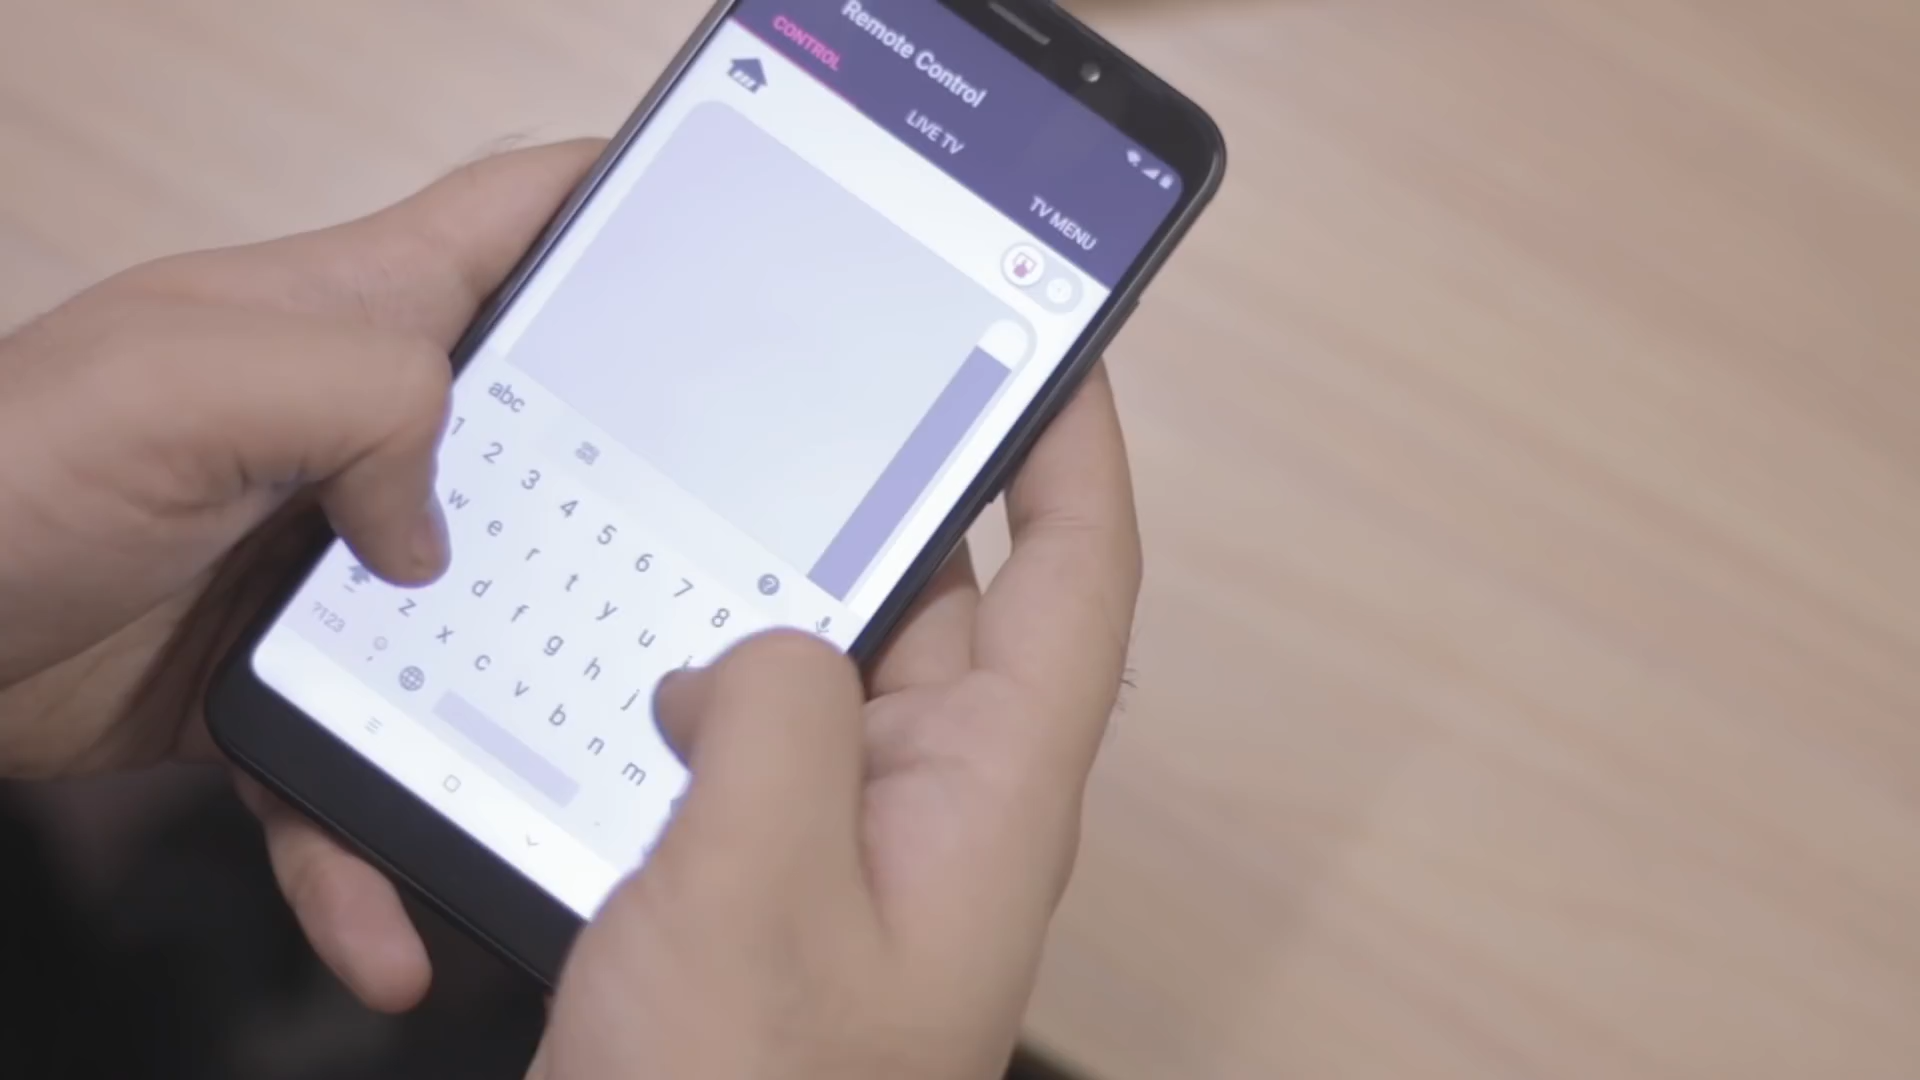 Remote Control
CONTROL
LIVE TV
TV MENU
abc
1 2 3 4 5 6 7 8
w e r t y u
d f g h j
z x c v b n m
?123 ,